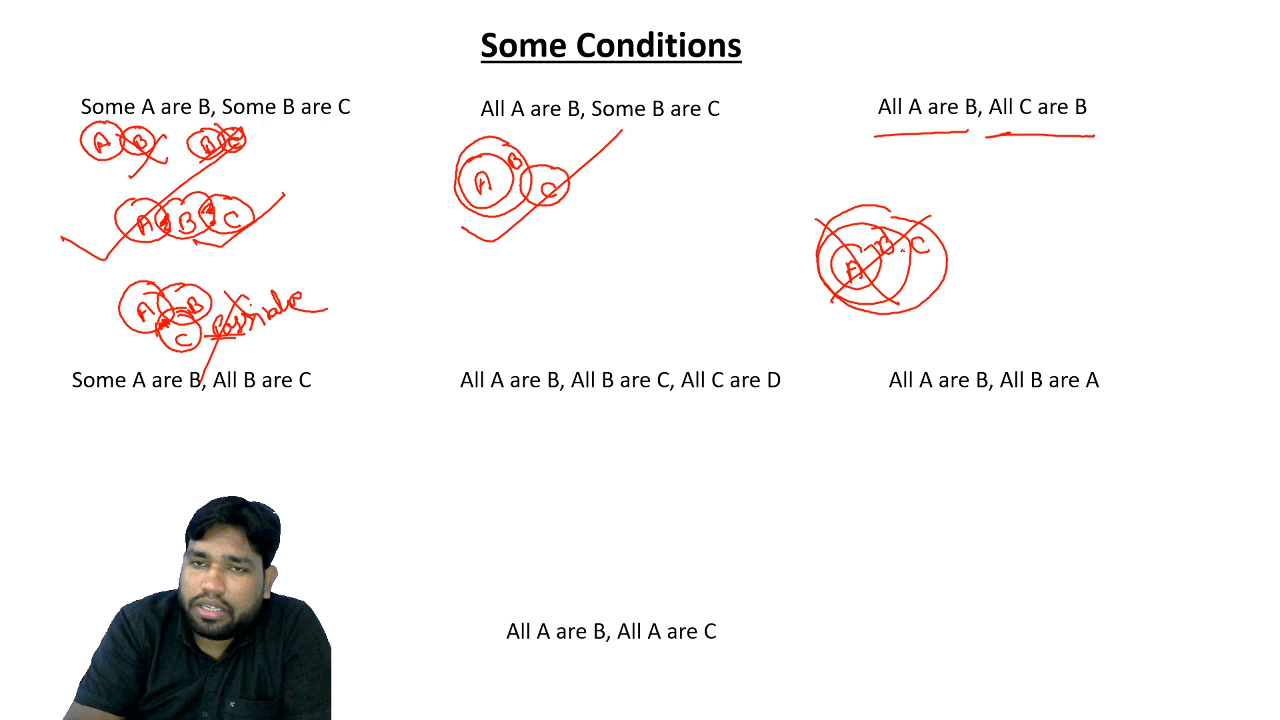 Some Conditions
Some A are B, Some B are C
All A are B, Some B are C
All A are B, All C are B
A B
B C
A B C
A B C
A B C
A B C Possible
Some A are B, All B are C
All A are B, All B are C, All C are D
All A are B, All B are A
All A are B, All A are C